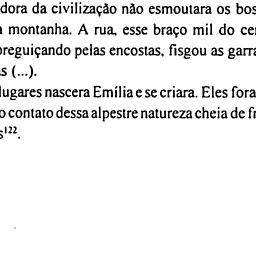 dora da civilização não esmoutara os bos
a montanha. A rua, esse braço mil do cen
preguiçando pelas encostas, fisgou as garra
s (...).
lugares nascera Emília e se criara. Eles fora
o contato dessa alpestre natureza cheia de fr
s¹²².